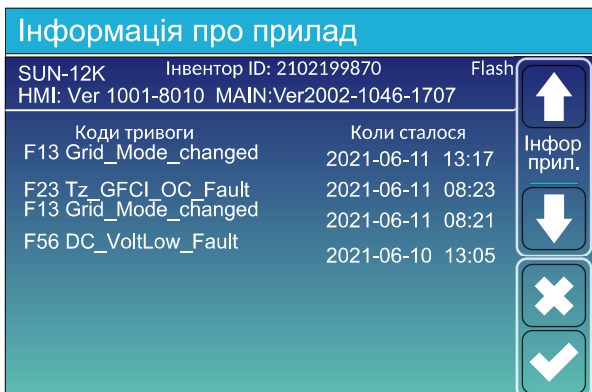 Інформація про прилад
SUN-12K Інвентор ID: 2102199870 Flash
HMI: Ver 1001-8010 MAIN:Ver2002-1046-1707
Коди тривоги Коли сталося
F13 Grid_Mode_changed 2021-06-11 13:17
F23 Tz_GFCI_OC_Fault 2021-06-11 08:23
F13 Grid_Mode_changed 2021-06-11 08:21
F56 DC_VoltLow_Fault 2021-06-10 13:05
Інфор
прил.